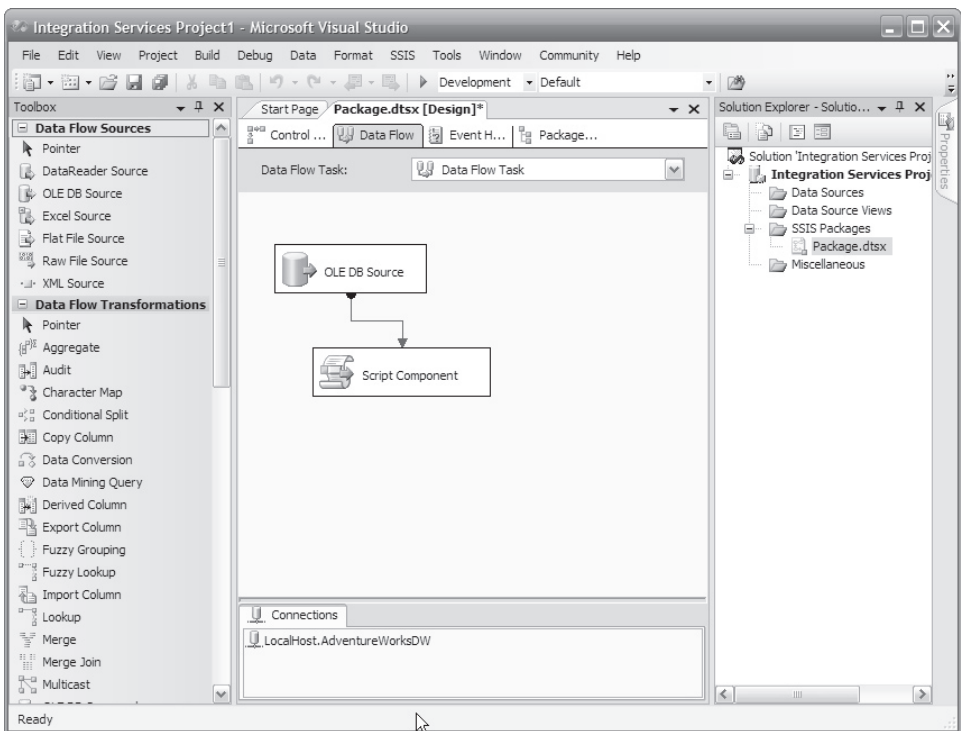 Integration Services Project1 - Microsoft Visual Studio
File Edit View Project Build Debug Data Format SSIS Tools Window Community Help
Development Default
Toolbox
Data Flow Sources
Pointer
DataReader Source
OLE DB Source
Excel Source
Flat File Source
Raw File Source
XML Source
Data Flow Transformations
Pointer
Aggregate
Audit
Character Map
Conditional Split
Copy Column
Data Conversion
Data Mining Query
Derived Column
Export Column
Fuzzy Grouping
Fuzzy Lookup
Import Column
Lookup
Merge
Merge Join
Multicast
Start Page Package.dtsx [Design]*
Control ... Data Flow Event H... Package...
Data Flow Task: Data Flow Task
OLE DB Source
Script Component
Connections
LocalHost.AdventureWorksDW
Solution Explorer - Solutio...
Solution 'Integration Services Proj
Integration Services Proj
Data Sources
Data Source Views
SSIS Packages
Package.dtsx
Miscellaneous
Properties
Ready